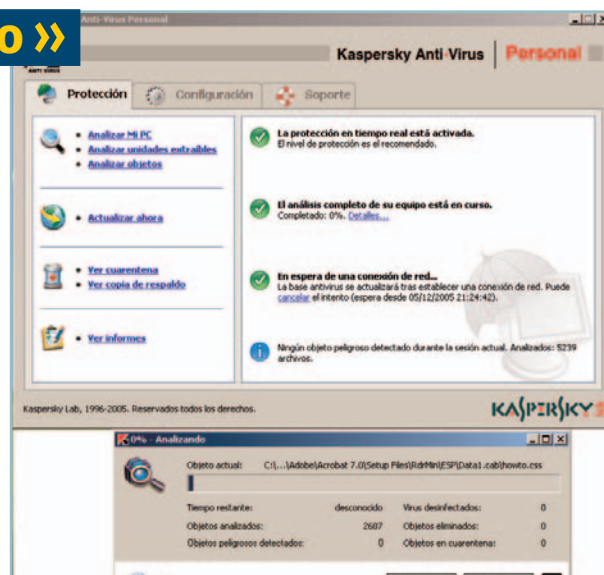 o »
Anti-Virus Personal
ANTI VIRUS
Kaspersky Anti-Virus Personal
Protección Configuración Soporte
Analizar Mi PC
Analizar unidades extraíbles
Analizar objetos
Actualizar ahora
Ver cuarentena
Ver copia de respaldo
Ver informes
La protección en tiempo real está activada.
El nivel de protección es el recomendado.
El análisis completo de su equipo está en curso.
Completado: 0%. Detalles...
En espera de una conexión de red...
La base antivirus se actualizará tras establecer una conexión de red. Puede
cancelar el intento (espera desde 05/12/2005 21:24:42).
Ningún objeto peligroso detectado durante la sesión actual. Analizados: 5239
archivos.
Kaspersky Lab, 1996-2005. Reservados todos los derechos.
KASPERSKY
0% - Analizando
Objeto actual: C:\...\Adobe\Acrobat 7.0\Setup Files\RdrMin\ESP\Data1.cab\howto.css
Tiempo restante: desconocido Virus desinfectados: 0
Objetos analizados: 2687 Objetos eliminados: 0
Objetos peligrosos detectados: 0 Objetos en cuarentena: 0